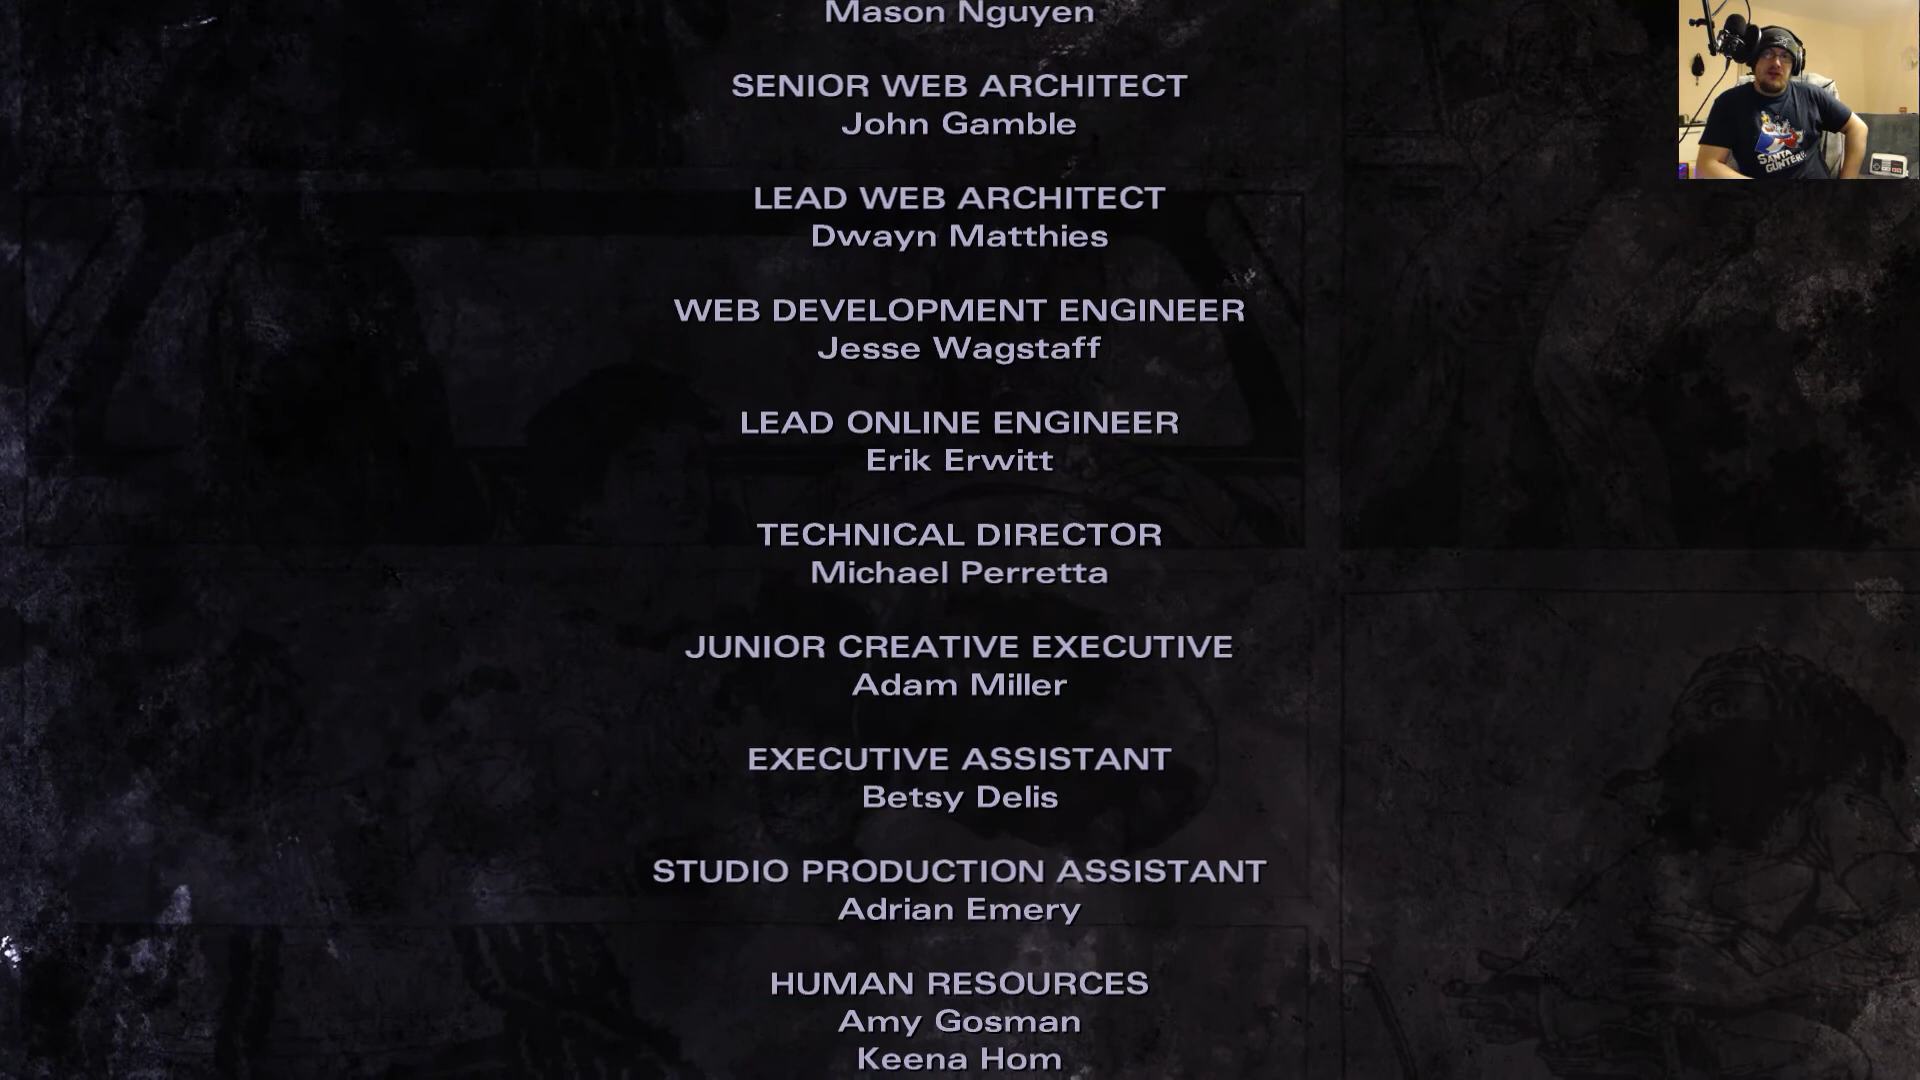 Mason Nguyen
SENIOR WEB ARCHITECT
John Gamble
LEAD WEB ARCHITECT
Dwayn Matthies
WEB DEVELOPMENT ENGINEER
Jesse Wagstaff
LEAD ONLINE ENGINEER
Erik Erwitt
TECHNICAL DIRECTOR
Michael Perretta
JUNIOR CREATIVE EXECUTIVE
Adam Miller
EXECUTIVE ASSISTANT
Betsy Delis
STUDIO PRODUCTION ASSISTANT
Adrian Emery
HUMAN RESOURCES
Amy Gosman
Keena Hom
SANTA
GUNTER!